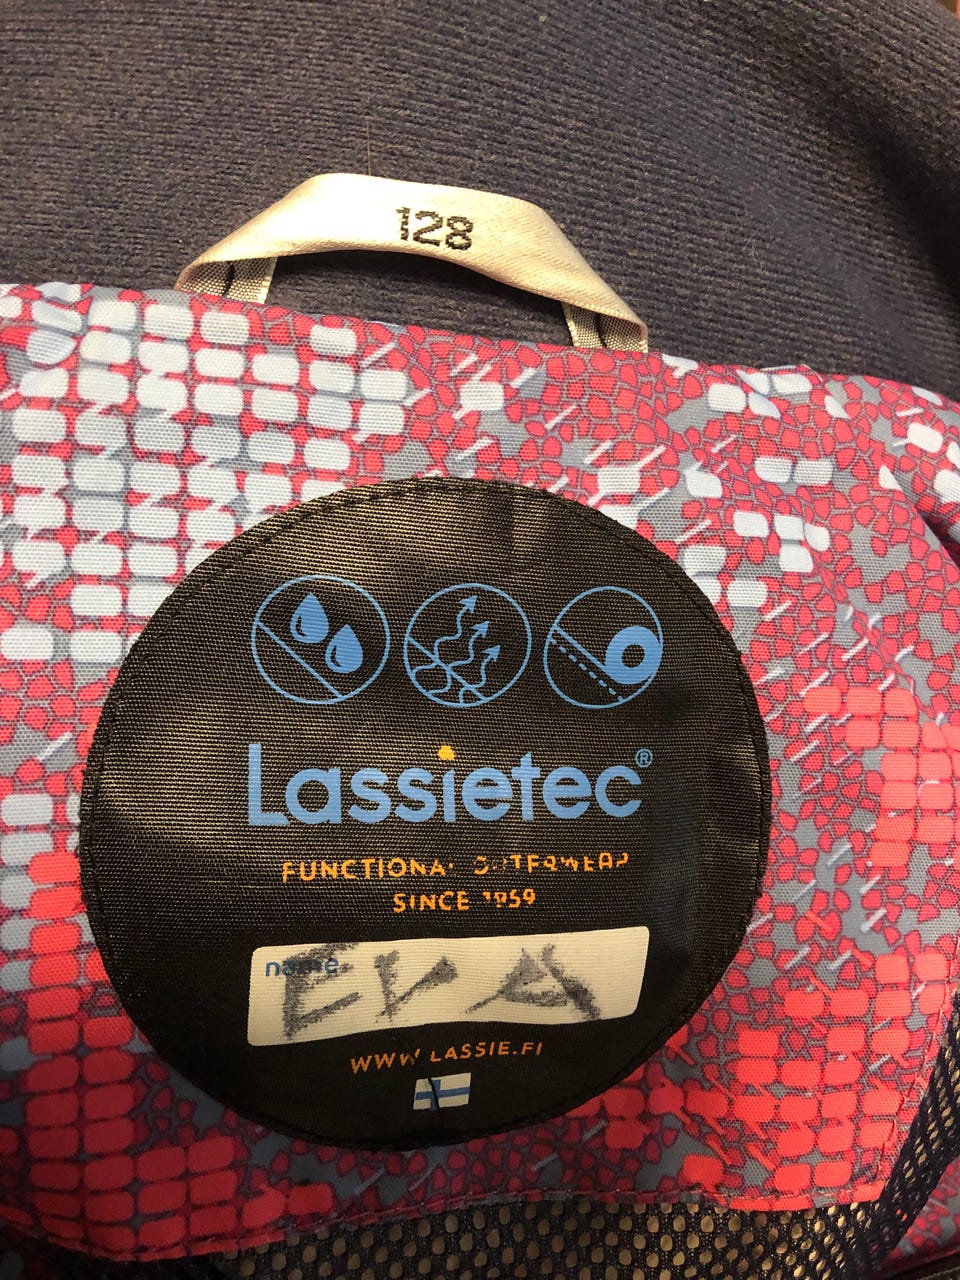 128
Lassietec®
FUNCTIONAL OUTERWEAR
SINCE 1959
name
EVA
WWW.LASSIE.FI